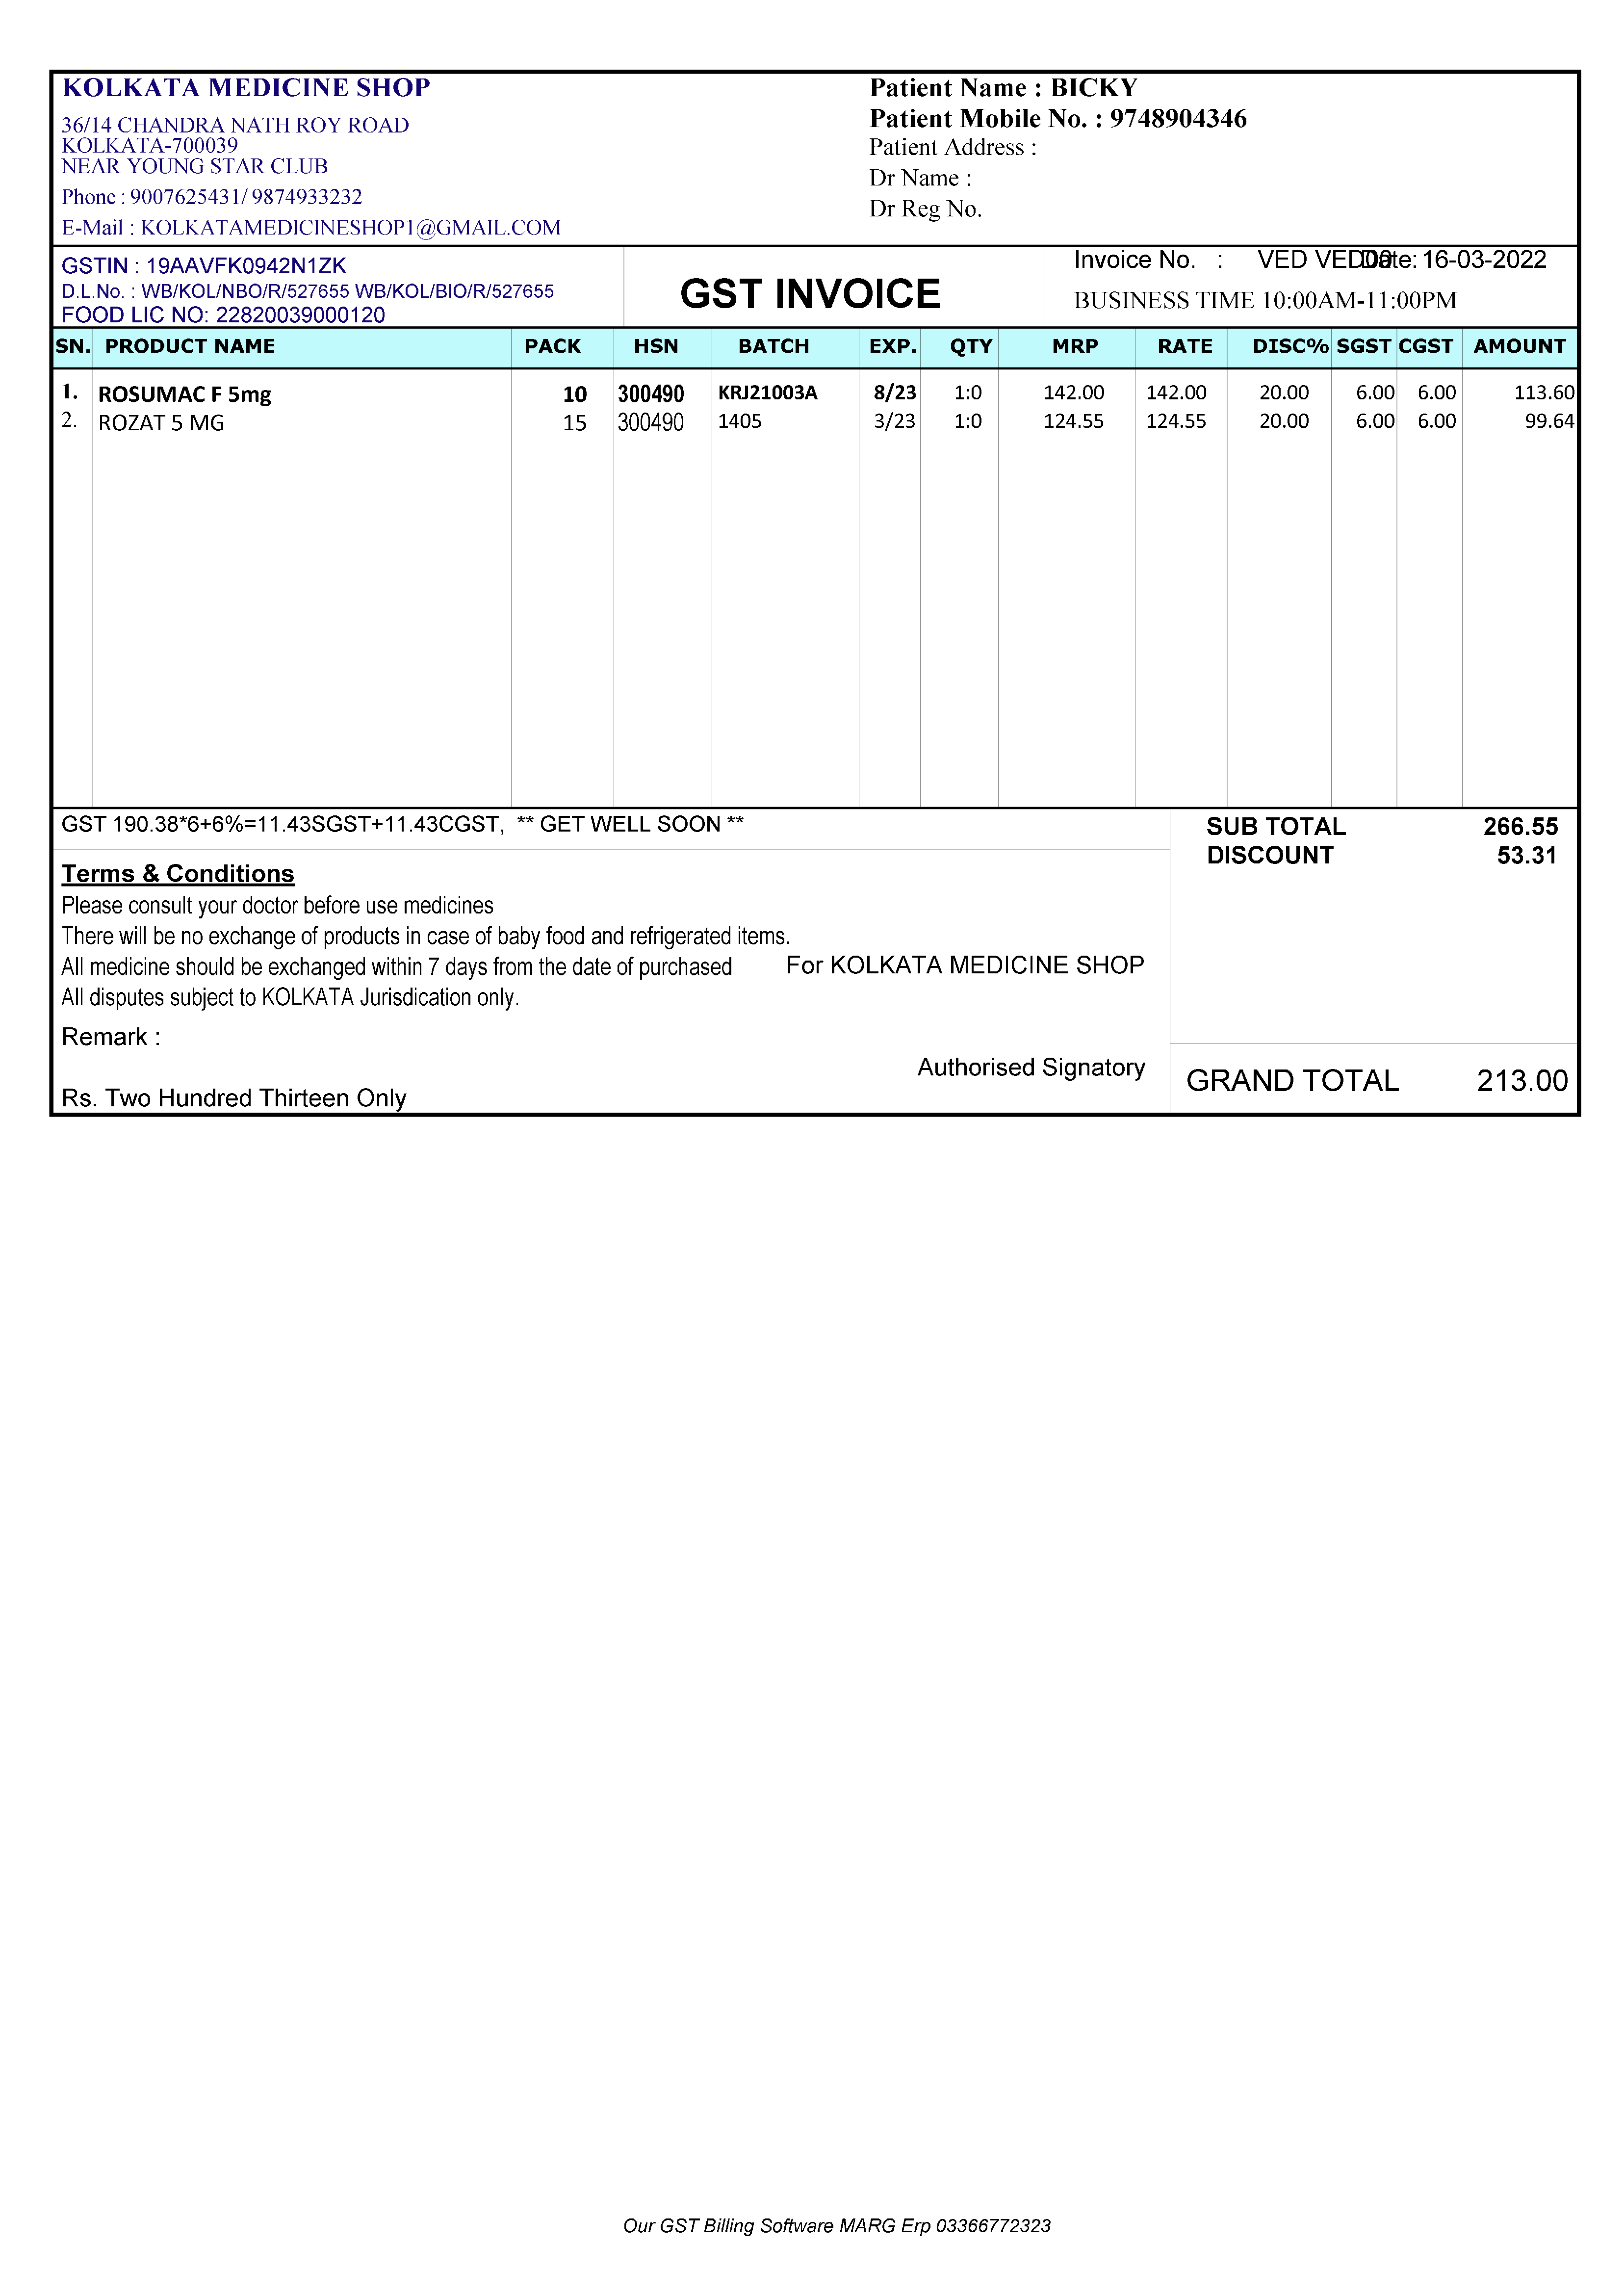 KOLKATA MEDICINE SHOP
36/14 CHANDRA NATH ROY ROAD
KOLKATA-700039
NEAR YOUNG STAR CLUB
Phone : 9007625431/ 9874933232
E-Mail : KOLKATAMEDICINESHOP1@GMAIL.COM
Patient Name : BICKY
Patient Mobile No. : 9748904346
Patient Address :
Dr Name :
Dr Reg No.
GSTIN : 19AAVFK0942N1ZK
D.L.No. : WB/KOL/NBO/R/527655 WB/KOL/BIO/R/527655
FOOD LIC NO: 22820039000120
GST INVOICE
Invoice No. : VED Date: 16-03-2022
BUSINESS TIME 10:00AM-11:00PM
SN. PRODUCT NAME PACK HSN BATCH EXP. QTY MRP RATE DISC% SGST CGST AMOUNT
1. ROSUMAC F 5mg 10 300490 KRJ21003A 8/23 1:0 142.00 142.00 20.00 6.00 6.00 113.60
2. ROZAT 5 MG 15 300490 1405 3/23 1:0 124.55 124.55 20.00 6.00 6.00 99.64
GST 190.38*6+6%=11.43SGST+11.43CGST, ** GET WELL SOON **
SUB TOTAL 266.55
DISCOUNT 53.31
Terms & Conditions
Please consult your doctor before use medicines
There will be no exchange of products in case of baby food and refrigerated items.
All medicine should be exchanged within 7 days from the date of purchased
For KOLKATA MEDICINE SHOP
All disputes subject to KOLKATA Jurisdication only.
Remark :
Authorised Signatory
Rs. Two Hundred Thirteen Only
GRAND TOTAL 213.00
Our GST Billing Software MARG Erp 03366772323